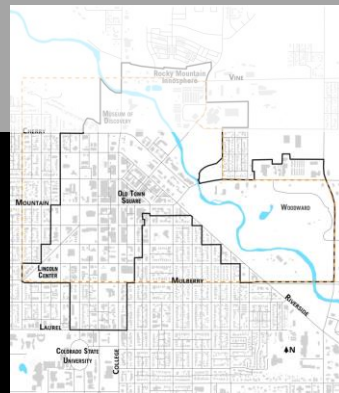 Rocky Mountain
Innosphere
Vine
Museum of
Discovery
Cherry
Old Town
Square
Mountain
Woodward
Lincoln
Center
Mulberry
Riverside
Laurel
Colorado State
University
College
N